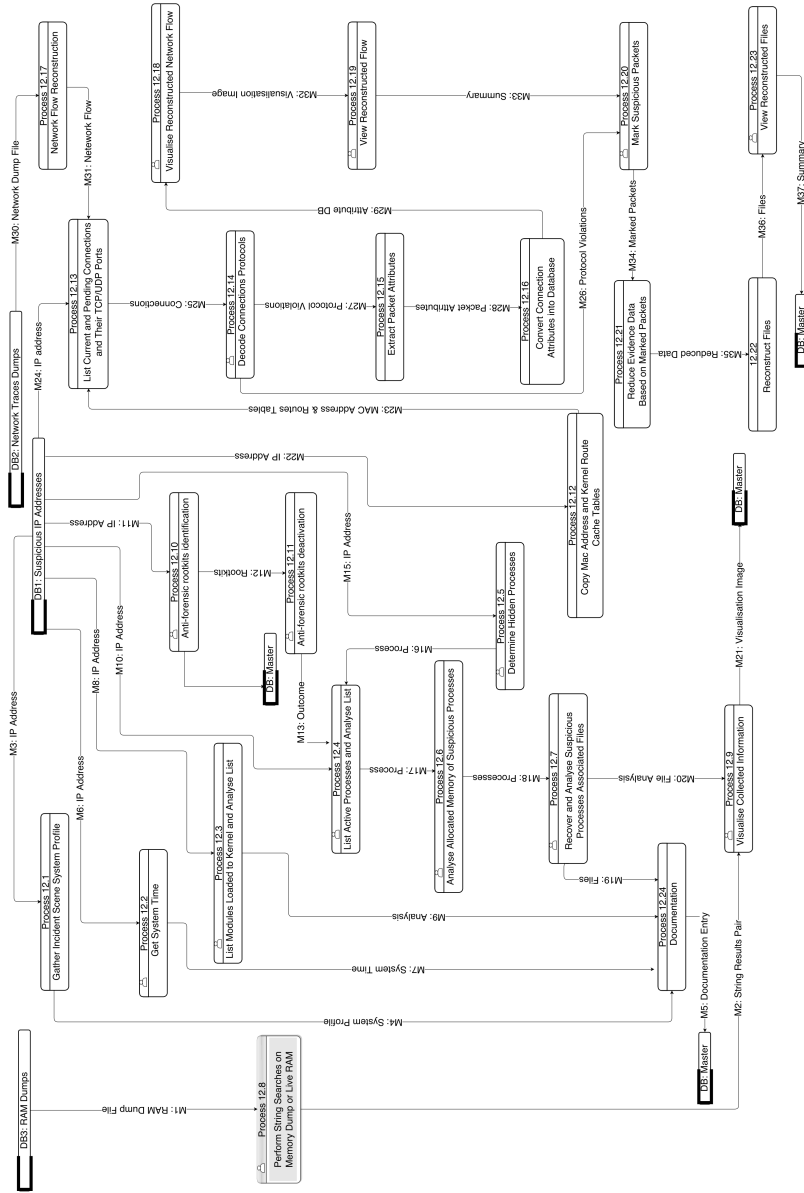 DB3: RAM Dumps
M1: RAM Dump File
Process 12.8
Perform String Searches on
Memory Dump or Live RAM
M2: String Results Pair
M3: IP Address
Process 12.1
Gather Incident Scene System Profile
M4: System Profile
M5: Documentation Entry
DB: Master
M6: IP Address
Process 12.2
Get System Time
M7: System Time
M8: IP Address
Process 12.3
List Modules Loaded to Kernel and Analyse List
M9: Analysis
Process 12.24
Documentation
M10: IP Address
DB1: Suspicious IP Addresses
M11: IP Address
Process 12.10
Anti-forensic rootkits identification
DB: Master
M12: Rootkits
Process 12.11
Anti-forensic rootkits deactivation
M13: Outcome
Process 12.4
List Active Processes and Analyse List
M15: IP Address
Process 12.5
Determine Hidden Processes
M16: Process
M17: Process
Process 12.6
Analyse Allocated Memory of Suspicious Processes
M18: Processes
Process 12.7
Recover and Analyse Suspicious
Processes Associated Files
M19: Files
M20: File Analysis
Process 12.9
Visualise Collected Information
M21: Visualisation Image
DB: Master
M22: IP Address
Process 12.12
Copy Mac Address and Kernel Route
Cache Tables
M23: MAC Address & Routes Tables
DB2: Network Traces Dumps
M24: IP address
M30: Network Dump File
Process 12.17
Network Flow Reconstruction
M31: Netework Flow
Process 12.13
List Current and Pending Connections
and Their TCP/UDP Ports
M25: Connections
Process 12.14
Decode Connections Protocols
M26: Protocol Violations
M27: Protocol Violations
Process 12.15
Extract Packet Attributes
M28: Packet Attributes
Process 12.16
Convert Connection
Attributes into Database
M29: Attribute DB
Process 12.18
Visualise Reconstructed Network Flow
M32: Visualisation Image
Process 12.19
View Reconstructed Flow
M33: Summary
Process 12.20
Mark Suspicious Packets
M34: Marked Packets
Process 12.21
Reduce Evidence Data
Based on Marked Packets
M35: Reduced Data
12.22
Reconstruct Files
M36: Files
Process 12.23
View Reconstructed Files
M37: Summary
DB: Master